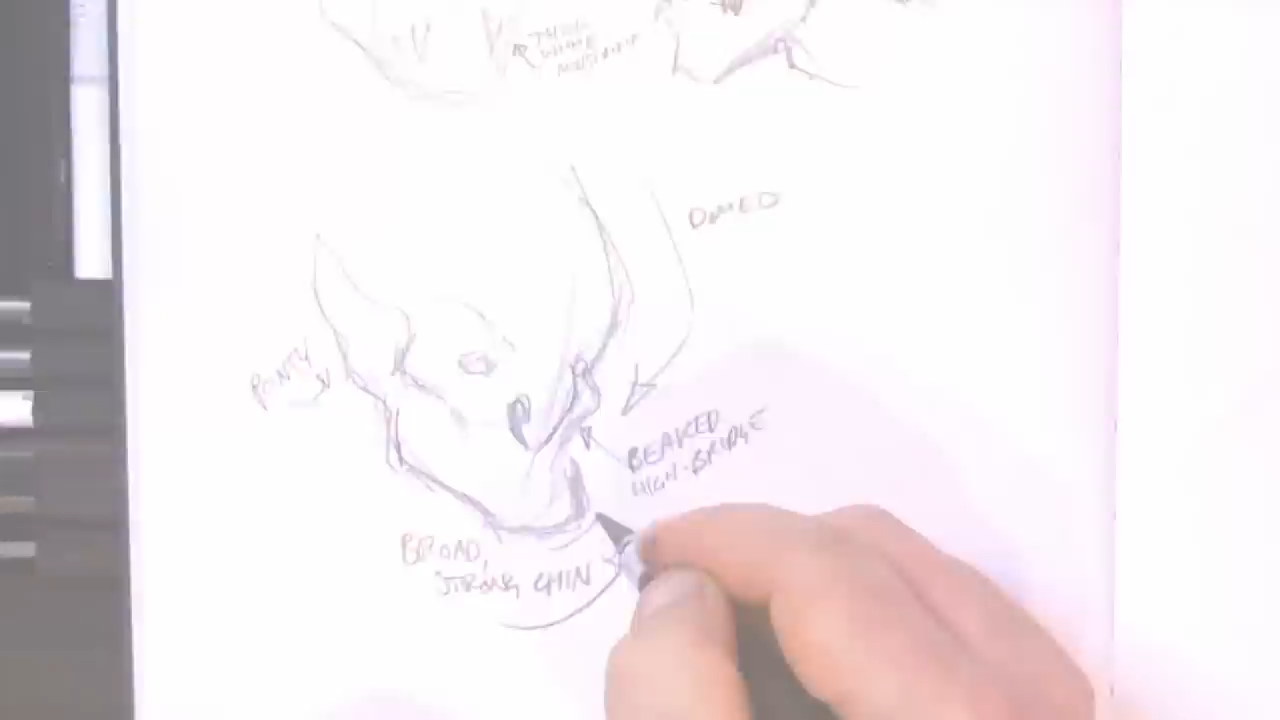 DOMED
POINTY
BEAKED
HIGH-BRIDGE
BROAD,
STRONG CHIN